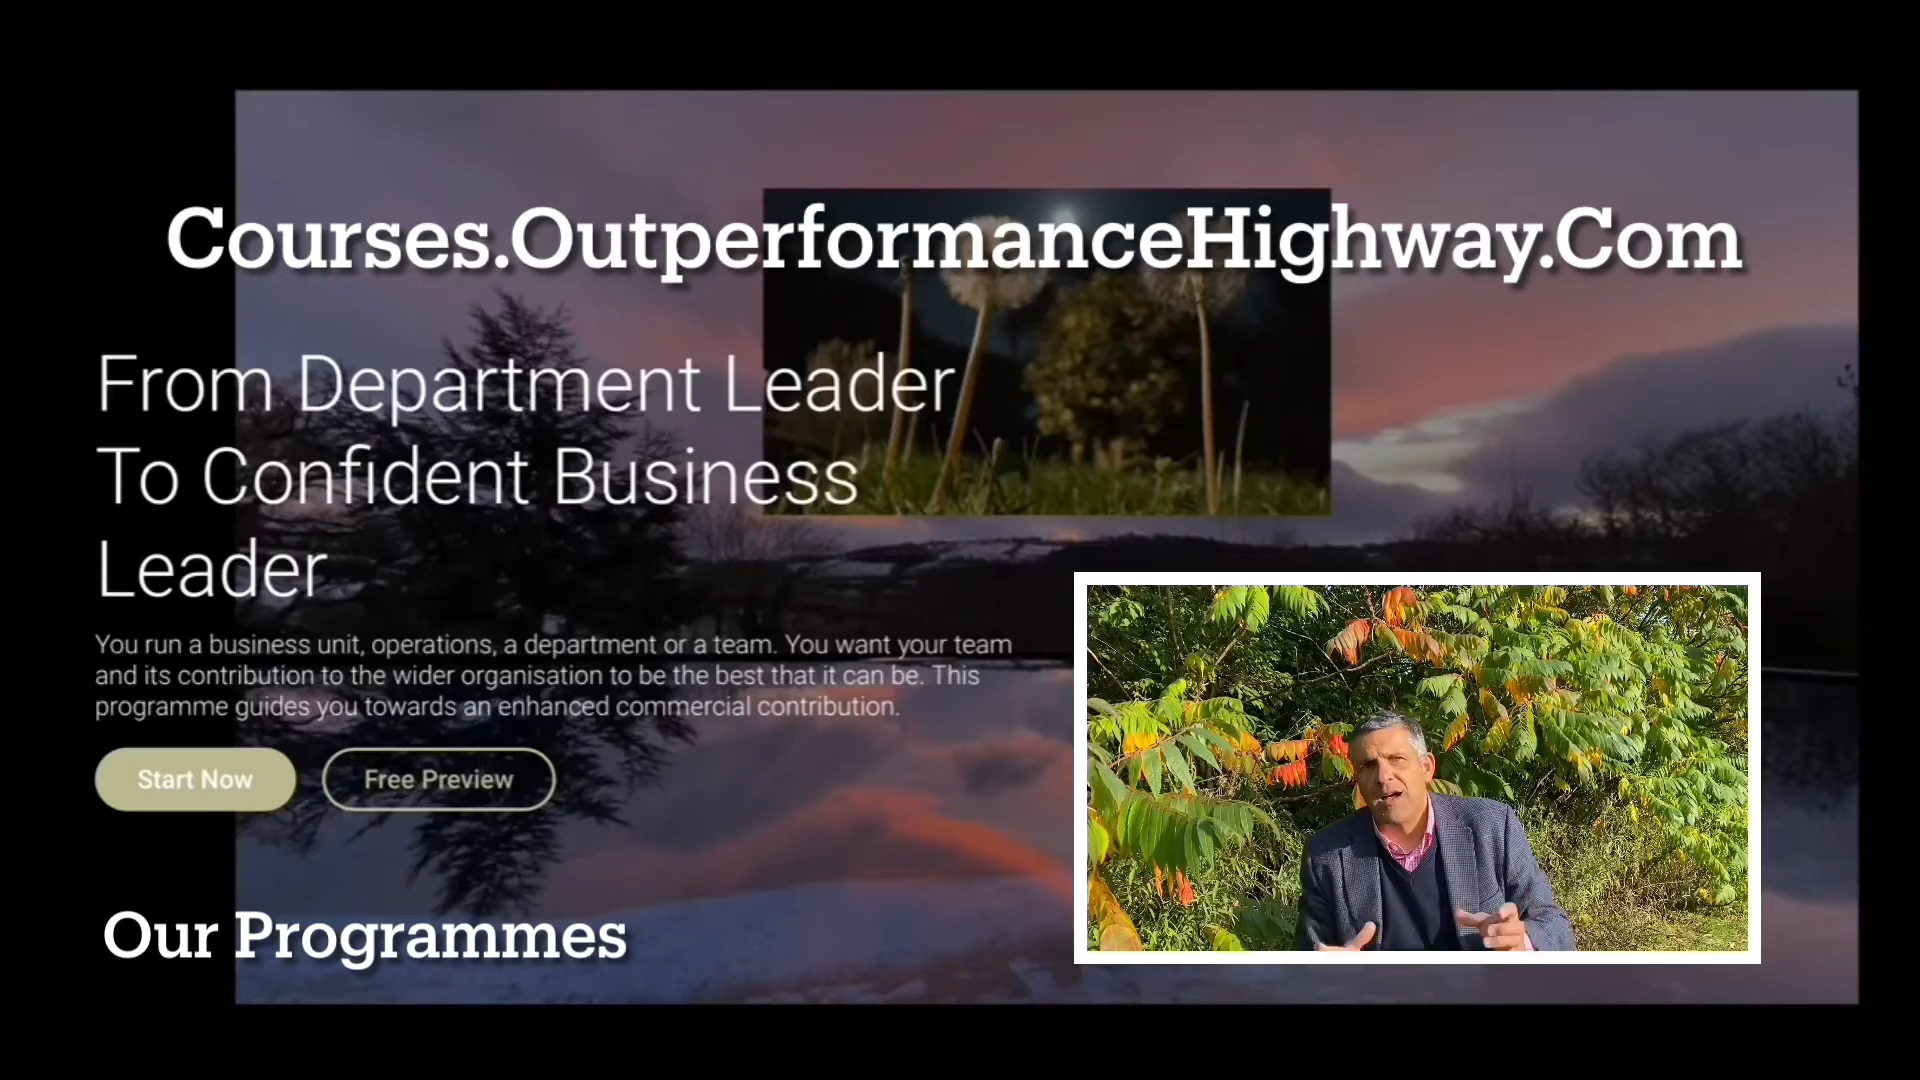 Courses.OutperformanceHighway.Com
From Department Leader
To Confident Business
Leader
You run a business unit, operations, a department or a team. You want your team
and its contribution to the wider organisation to be the best that it can be. This
programme guides you towards an enhanced commercial contribution.
Start Now
Free Preview
Our Programmes